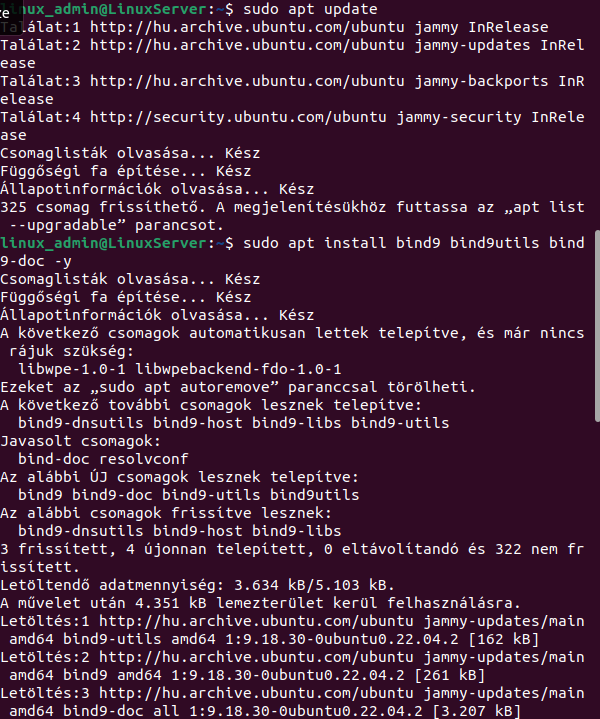 ze
linux_admin@LinuxServer:~$ sudo apt update
Találat:1 http://hu.archive.ubuntu.com/ubuntu jammy InRelease
Találat:2 http://hu.archive.ubuntu.com/ubuntu jammy-updates InRel
ease
Találat:3 http://hu.archive.ubuntu.com/ubuntu jammy-backports InR
elease
Találat:4 http://security.ubuntu.com/ubuntu jammy-security InRele
ase
Csomaglisták olvasása... Kész
Függőségi fa építése... Kész
Állapotinformációk olvasása... Kész
325 csomag frissíthető. A megjelenítésükhöz futtassa az „apt list
--upgradable” parancsot.
linux_admin@LinuxServer:~$ sudo apt install bind9 bind9utils bind
9-doc -y
Csomaglisták olvasása... Kész
Függőségi fa építése... Kész
Állapotinformációk olvasása... Kész
A következő csomagok automatikusan lettek telepítve, és már nincs
rájuk szükség:
libwpe-1.0-1 libwpebackend-fdo-1.0-1
Ezeket az „sudo apt autoremove” paranccsal törölheti.
A következő további csomagok lesznek telepítve:
bind9-dnsutils bind9-host bind9-libs bind9-utils
Javasolt csomagok:
bind-doc resolvconf
Az alábbi ÚJ csomagok lesznek telepítve:
bind9 bind9-doc bind9-utils bind9utils
Az alábbi csomagok frissítve lesznek:
bind9-dnsutils bind9-host bind9-libs
3 frissített, 4 újonnan telepített, 0 eltávolítandó és 322 nem fr
issített.
Letöltendő adatmennyiség: 3.634 kB/5.103 kB.
A művelet után 4.351 kB lemezterület kerül felhasználásra.
Letöltés:1 http://hu.archive.ubuntu.com/ubuntu jammy-updates/main
amd64 bind9-utils amd64 1:9.18.30-0ubuntu0.22.04.2 [162 kB]
Letöltés:2 http://hu.archive.ubuntu.com/ubuntu jammy-updates/main
amd64 bind9 amd64 1:9.18.30-0ubuntu0.22.04.2 [261 kB]
Letöltés:3 http://hu.archive.ubuntu.com/ubuntu jammy-updates/main
amd64 bind9-doc all 1:9.18.30-0ubuntu0.22.04.2 [3.207 kB]